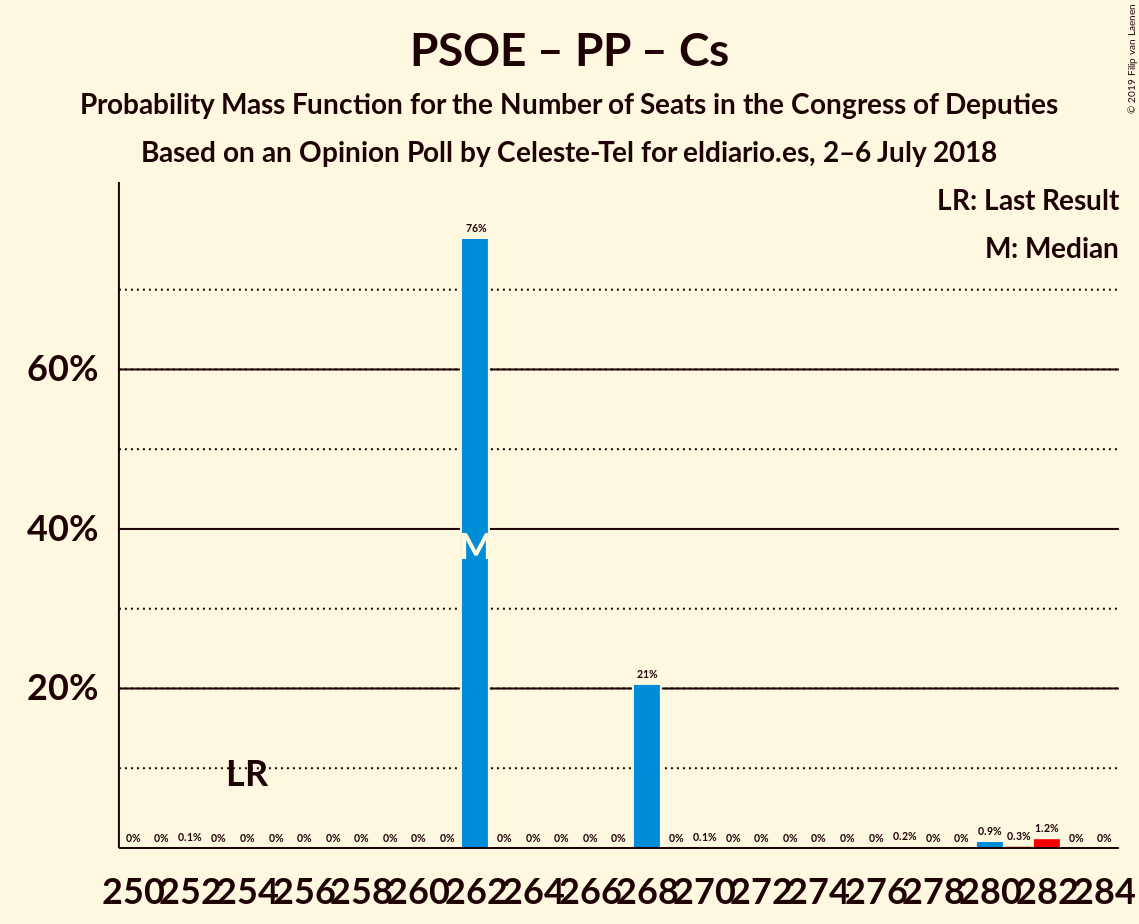 PSOE – PP – Cs
Probability Mass Function for the Number of Seats in the Congress of Deputies
Based on an Opinion Poll by Celeste-Tel for eldiario.es, 2–6 July 2018
© 2019 Filip van Laenen
LR: Last Result
M: Median
60%
40%
20%
LR
M
0% 0% 0.1% 0% 0% 0% 0% 0% 0% 0% 0% 0% 76% 0% 0% 0% 0% 0% 21% 0% 0.1% 0% 0% 0% 0% 0% 0% 0.2% 0% 0% 0.9% 0.3% 1.2% 0% 0%
250 252 254 256 258 260 262 264 266 268 270 272 274 276 278 280 282 284